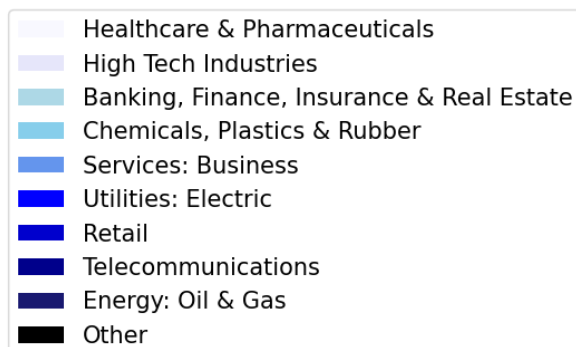 Healthcare & Pharmaceuticals
High Tech Industries
Banking, Finance, Insurance & Real Estate
Chemicals, Plastics & Rubber
Services: Business
Utilities: Electric
Retail
Telecommunications
Energy: Oil & Gas
Other